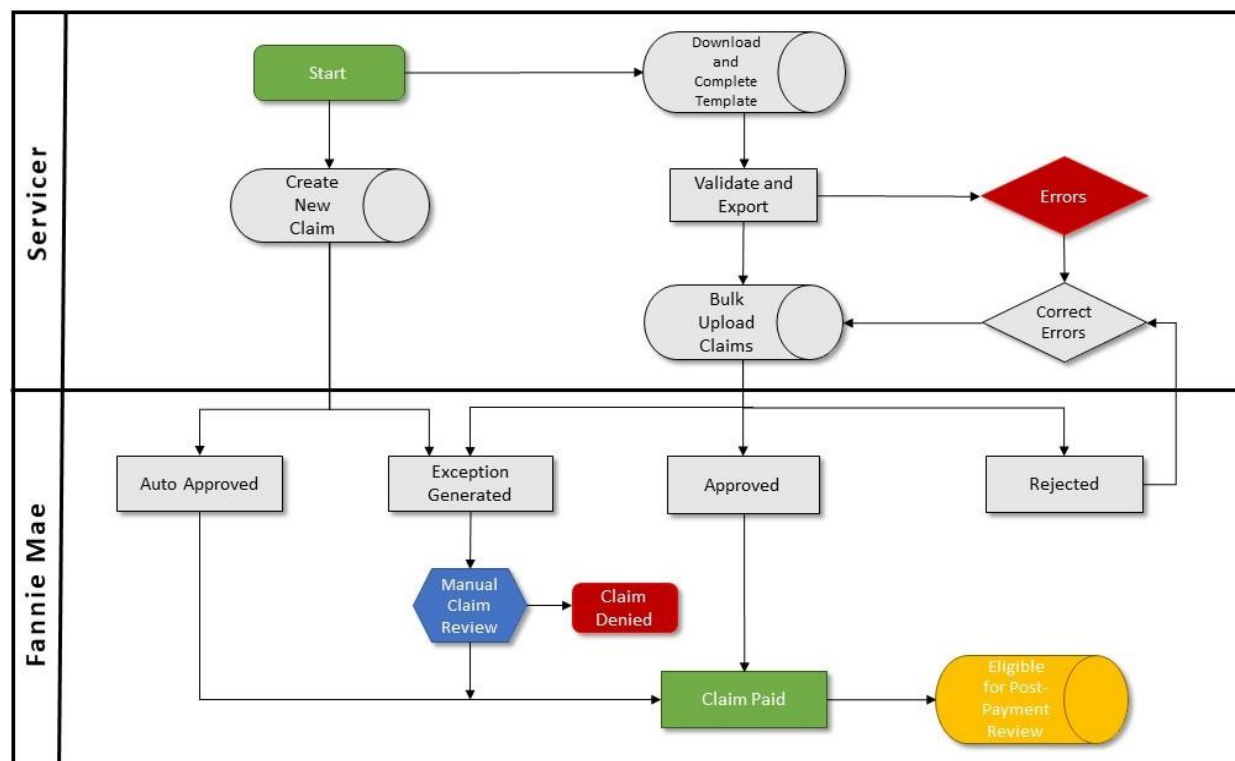 Servicer
Start
Download
and
Complete
Template
Create
New
Claim
Validate and
Export
Errors
Bulk
Upload
Claims
Correct
Errors
Fannie Mae
Auto Approved
Exception
Generated
Approved
Rejected
Manual
Claim
Review
Claim
Denied
Claim Paid
Eligible
for Post-
Payment
Review